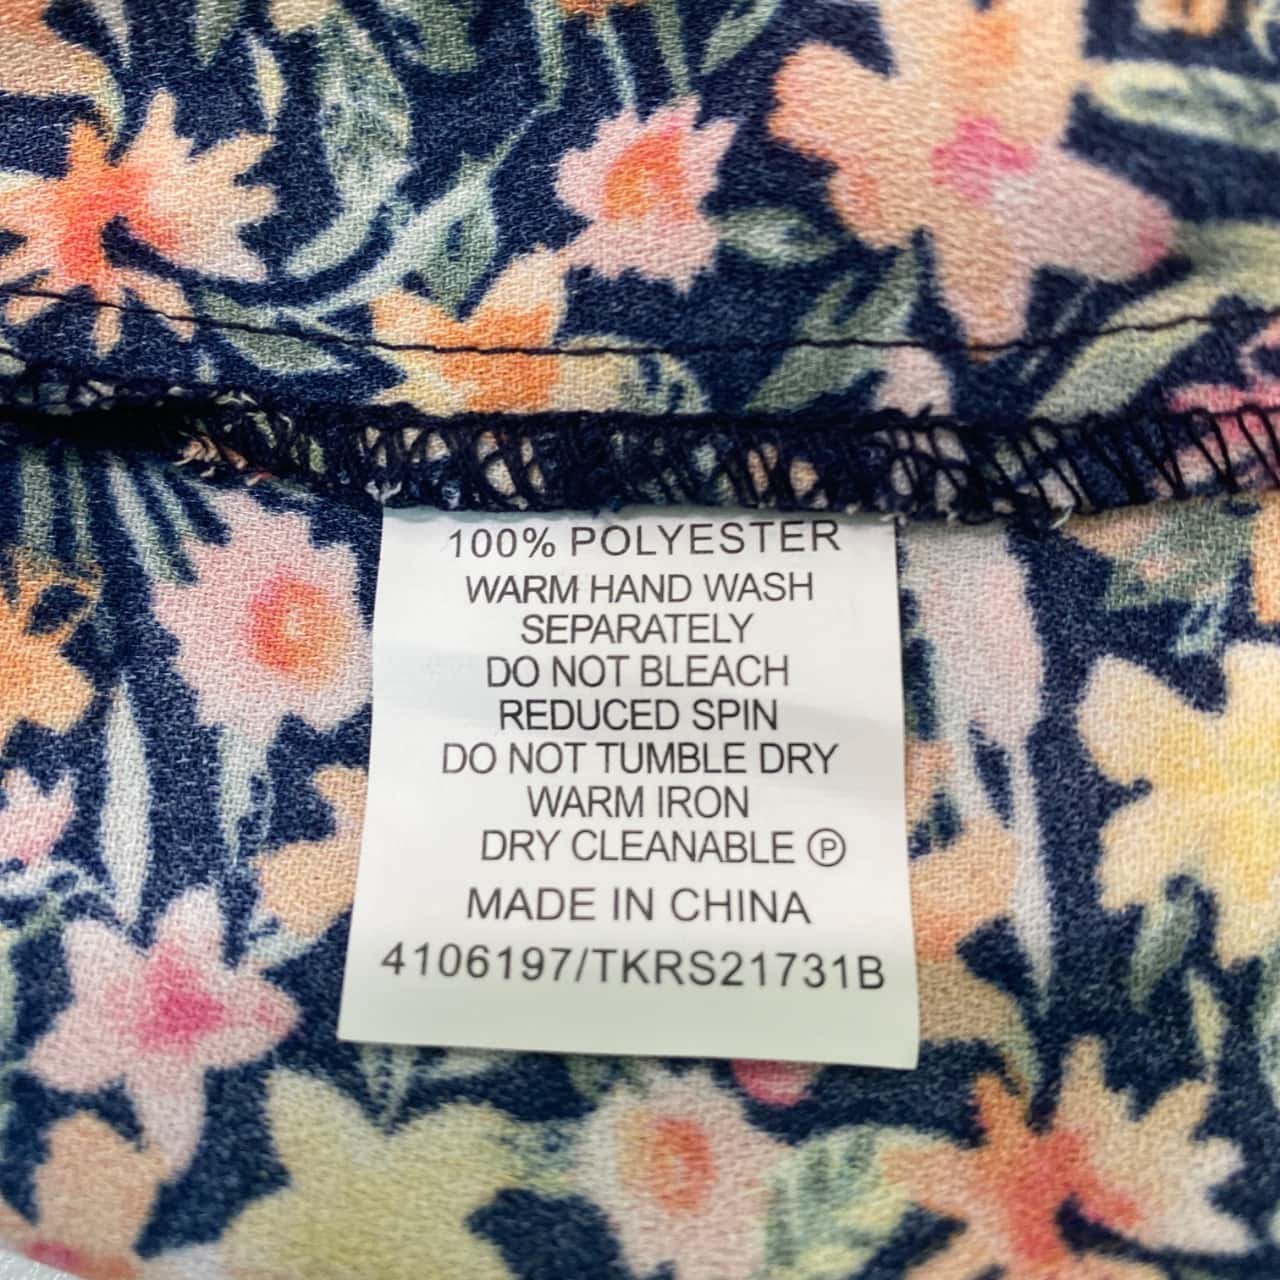 100% POLYESTER
WARM HAND WASH
SEPARATELY
DO NOT BLEACH
REDUCED SPIN
DO NOT TUMBLE DRY
WARM IRON
DRY CLEANABLE Ⓟ
MADE IN CHINA
4106197/TKRS21731B